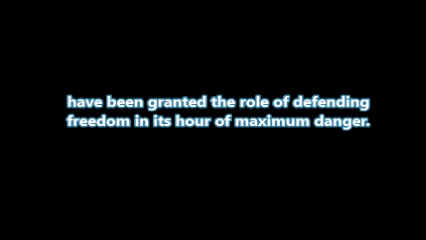 have been granted the role of defending
freedom in its hour of maximum danger.